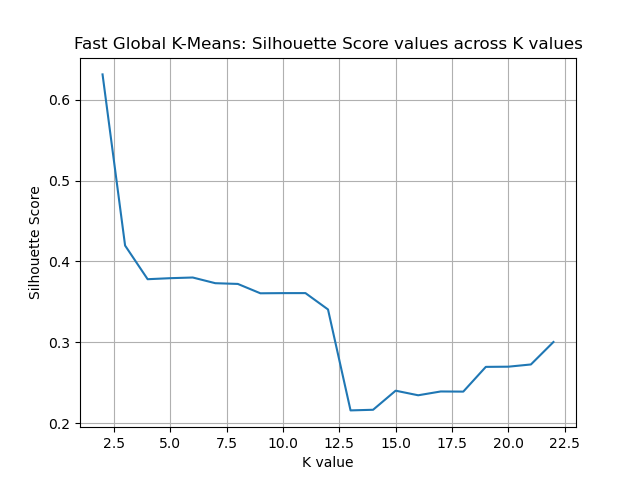 Fast Global K-Means: Silhouette Score values across K values
0.6
0.5
0.4
0.3
0.2
Silhouette Score
2.5 5.0 7.5 10.0 12.5 15.0 17.5 20.0 22.5
K value